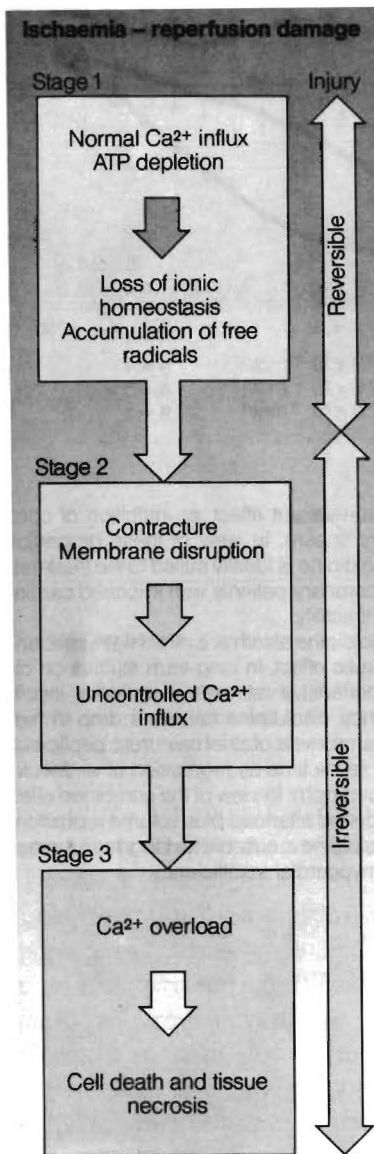 Ischaemia – reperfusion damage
Stage 1
Injury
Normal Ca²⁺ influx
ATP depletion
Loss of ionic
homeostasis
Accumulation of free
radicals
Reversible
Stage 2
Contracture
Membrane disruption
Uncontrolled Ca²⁺
influx
Irreversible
Stage 3
Ca²⁺ overload
Cell death and tissue
necrosis